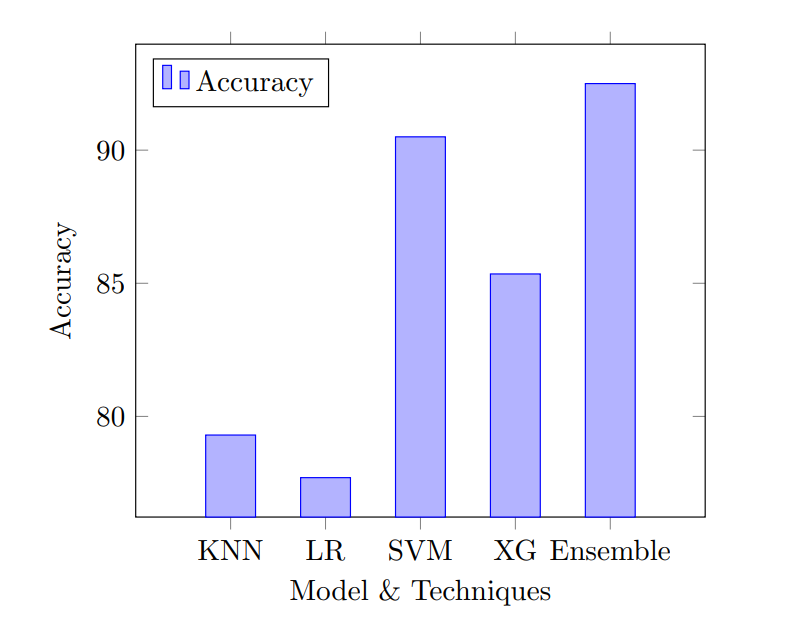 Accuracy
90
85
80
Accuracy
KNN LR SVM XG Ensemble
Model & Techniques